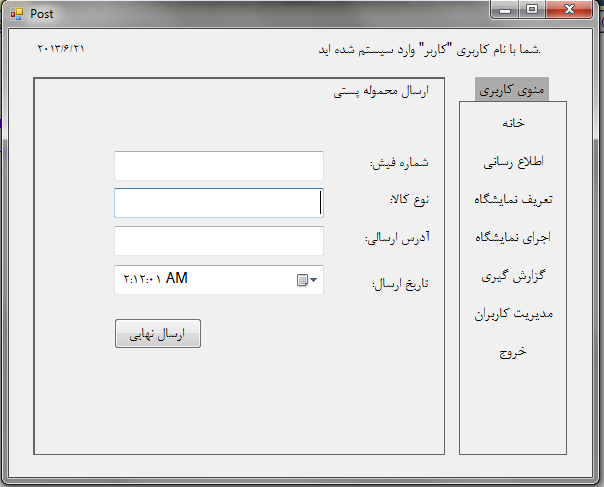 Post
شما با نام کاربری "کاربر" وارد سیستم شده اید.
۲۰۱۳/۶/۲۱
منوی کاربری
خانه
اطلاع رسانی
تعریف نمایشگاه
اجرای نمایشگاه
گزارش گیری
مدیریت کاربران
خروج
ارسال محموله پستی
شماره فیش:
نوع کالا:
آدرس ارسالی:
تاریخ ارسال:
۲:۱۲:۰۱ AM
ارسال نهایی